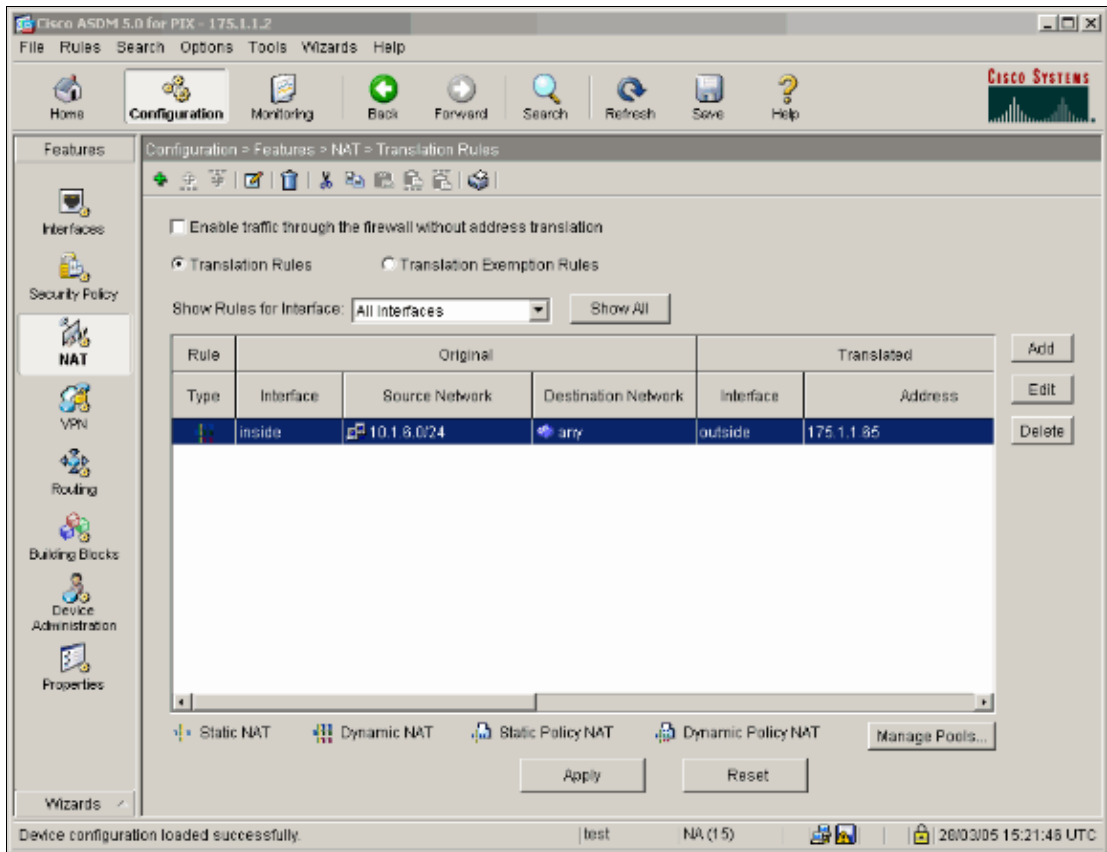 Cisco ASDM 5.0 for PIX - 175.1.1.2
File Rules Search Options Tools Wizards Help
Home Configuration Monitoring Back Forward Search Refresh Save Help
CISCO SYSTEMS
Features
Configuration > Features > NAT > Translation Rules
Interfaces
Security Policy
NAT
VPN
Routing
Building Blocks
Device Administration
Properties
Wizards
Enable traffic through the firewall without address translation
Translation Rules Translation Exemption Rules
Show Rules for Interface: All Interfaces Show All
Rule Original Translated
Type Interface Source Network Destination Network Interface Address
inside 10.1.6.0/24 any outside 175.1.1.65
Add
Edit
Delete
Static NAT Dynamic NAT Static Policy NAT Dynamic Policy NAT Manage Pools...
Apply Reset
Device configuration loaded successfully. test NA (15) 28/03/05 15:21:46 UTC